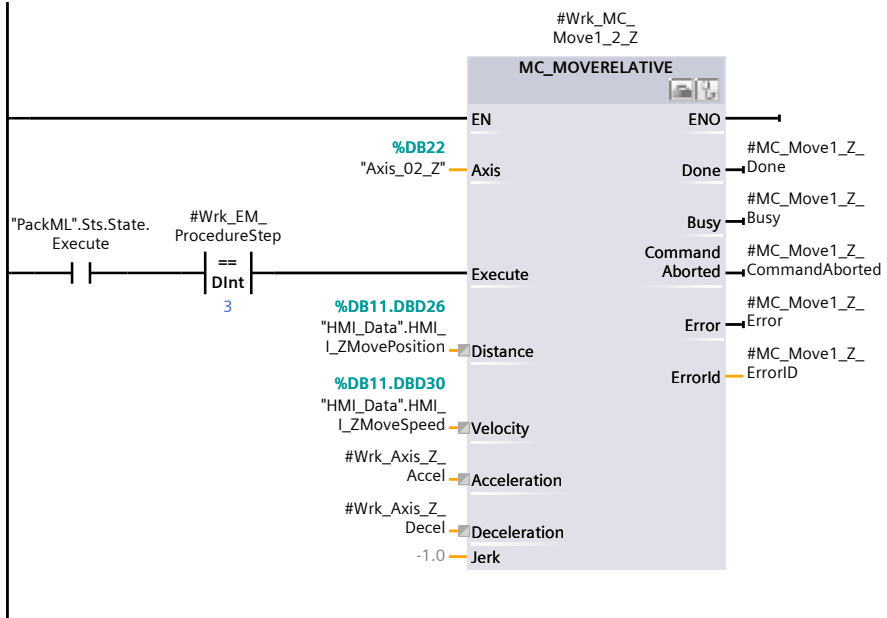 #Wrk_MC_
Move1_2_Z
MC_MOVERELATIVE
EN
ENO
%DB22
"Axis_02_Z"
Axis
Done
#MC_Move1_Z_
Done
Busy
#MC_Move1_Z_
Busy
"PackML".Sts.State.
Execute
#Wrk_EM_
ProcedureStep
==
DInt
3
Execute
Command
Aborted
#MC_Move1_Z_
CommandAborted
%DB11.DBD26
"HMI_Data".HMI_
I_ZMovePosition
Distance
Error
#MC_Move1_Z_
Error
ErrorId
#MC_Move1_Z_
ErrorID
%DB11.DBD30
"HMI_Data".HMI_
I_ZMoveSpeed
Velocity
#Wrk_Axis_Z_
Accel
Acceleration
#Wrk_Axis_Z_
Decel
Deceleration
-1.0
Jerk